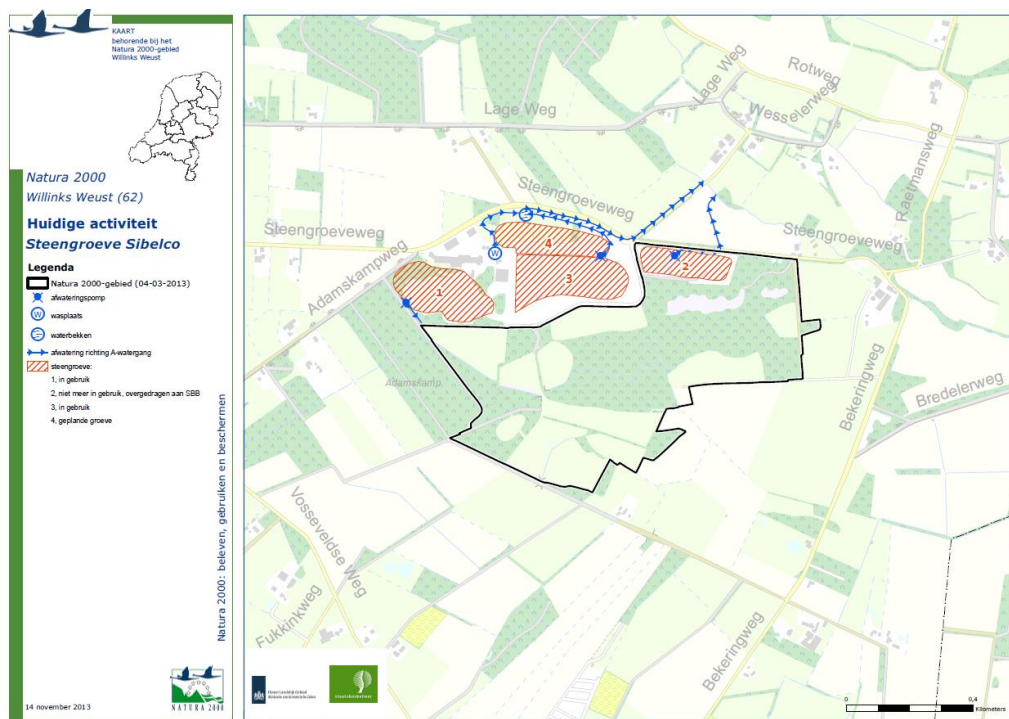 KAART
behorende bij het
Natura 2000-gebied
Willinks Weust
Natura 2000
Willinks Weust (62)
Huidige activiteit
Steengroeve Sibelco
Legenda
Natura 2000-gebied (04-03-2013)
afwateringspomp
W wasplaats
waterbekken
afwatering richting A-watergang
steengroeve:
1, in gebruik
2, niet meer in gebruik, overgedragen aan SBB
3, in gebruik
4, geplande groeve
Natura 2000: beleven, gebruiken en beschermen
NATURA 2000
14 november 2013
Lage Weg
Lage Weg
Rotweg
Wesselerweg
Raetmansweg
Steengroeveweg
Steengroeveweg
Steengroeveweg
Adamskampweg
W
4
3
2
1
Adamskamp
Bekeringweg
Bredelerweg
Vosseveldse Weg
Fukkinkweg
Bekeringweg
staatsbosbeheer
0
0,4
Kilometers